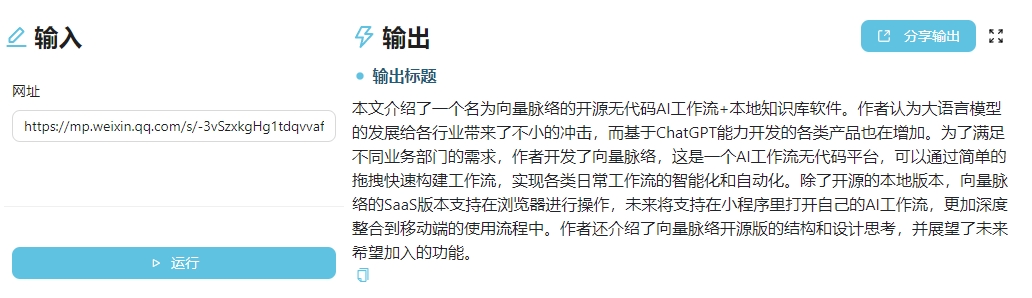 输入
网址
https://mp.weixin.qq.com/s/-3vSzxkgHg1tdqvvaf
运行
输出
分享输出
输出标题
本文介绍了一个名为向量脉络的开源无代码AI工作流+本地知识库软件。作者认为大语言模型
的发展给各行业带来了不小的冲击，而基于ChatGPT能力开发的各类产品也在增加。为了满足
不同业务部门的需求，作者开发了向量脉络，这是一个AI工作流无代码平台，可以通过简单的
拖拽快速构建工作流，实现各类日常工作流的智能化和自动化。除了开源的本地版本，向量脉
络的SaaS版本支持在浏览器进行操作，未来将支持在小程序里打开自己的AI工作流，更加深度
整合到移动端的使用流程中。作者还介绍了向量脉络开源版的结构和设计思考，并展望了未来
希望加入的功能。